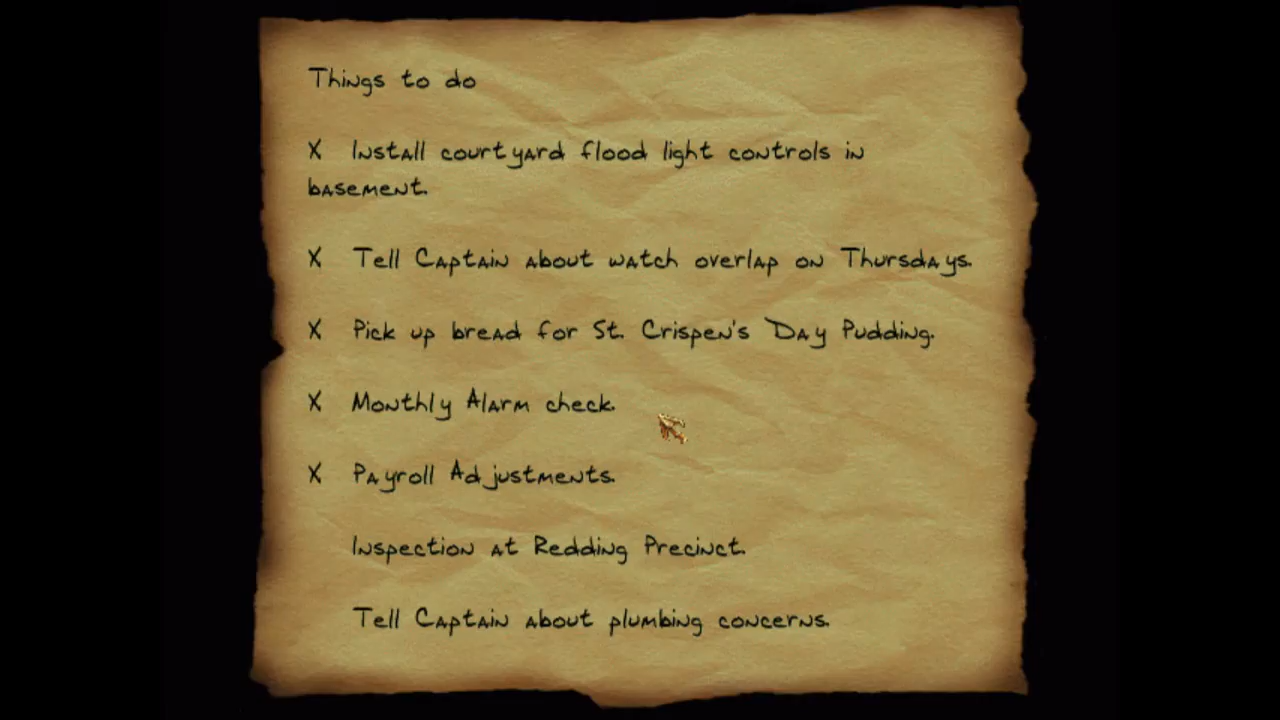 Things to do
X Install courtyard flood light controls in
basement.
X Tell Captain about watch overlap on Thursdays.
X Pick up bread for St. Crispen's Day Pudding.
X Monthly Alarm check.
X Payroll Adjustments.
Inspection at Redding Precinct.
Tell Captain about plumbing concerns.